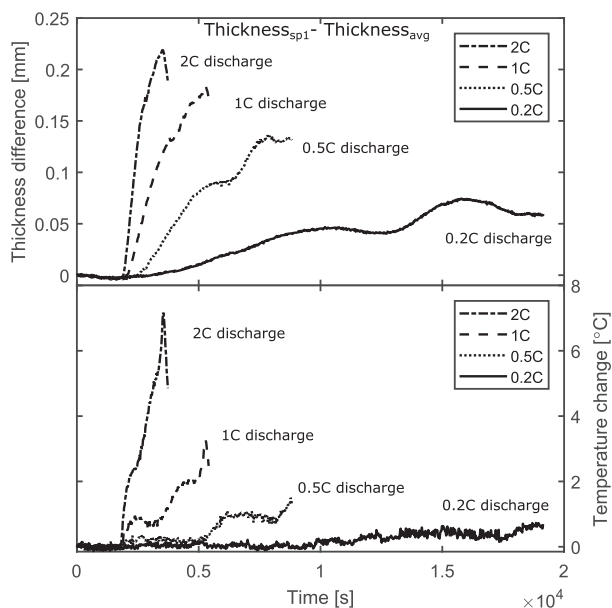 Thickness_sp1- Thickness_avg
0.25
0.2
0.15
0.1
0.05
0
Thickness difference [mm]
2C discharge
1C discharge
0.5C discharge
0.2C discharge
2C
1C
0.5C
0.2C
8
6
4
2
0
Temperature change [°C]
2C discharge
1C discharge
0.5C discharge
0.2C discharge
2C
1C
0.5C
0.2C
0
0.5
1
1.5
2
×10^4
Time [s]